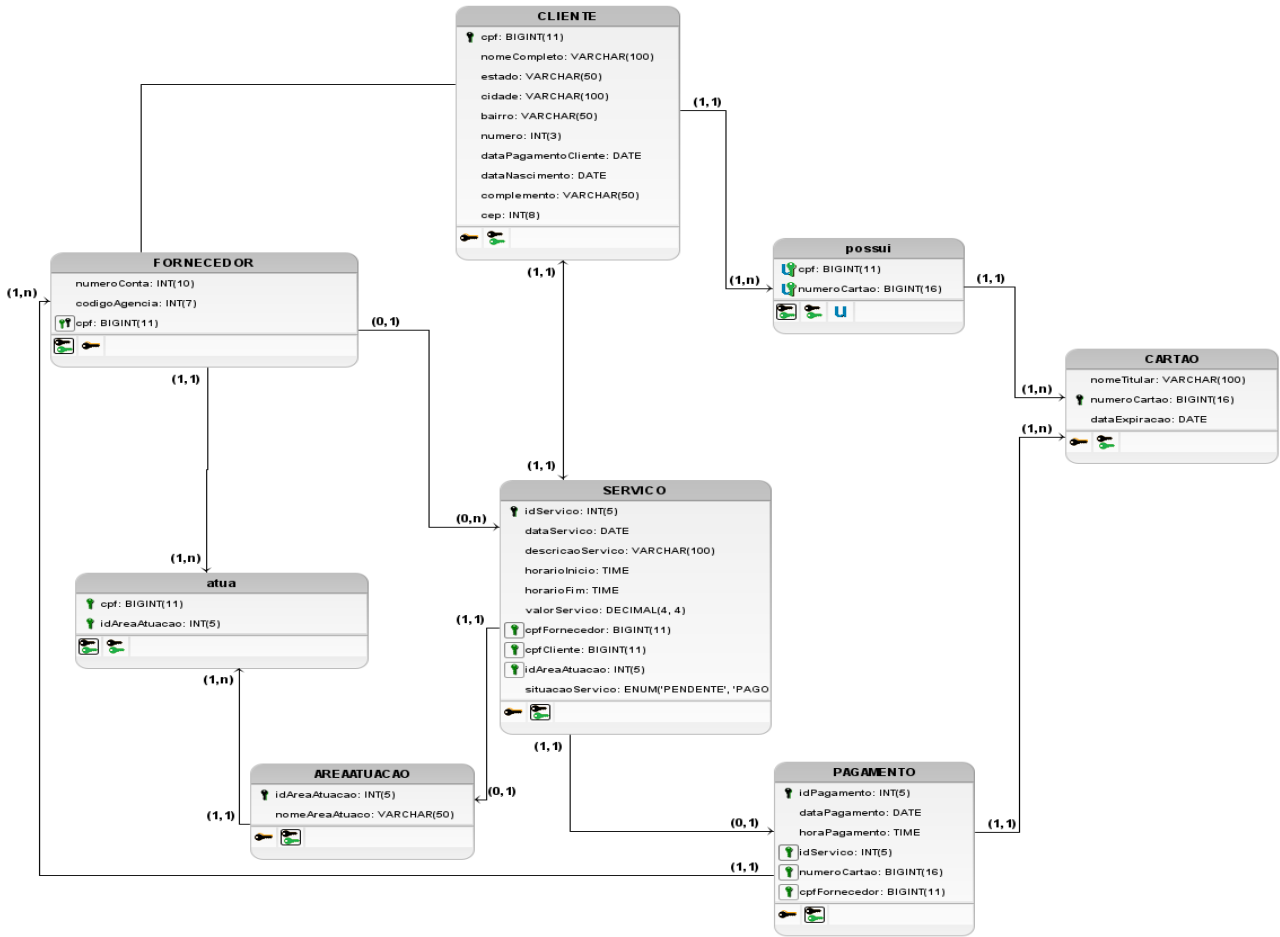 CLIENTE
cpf: BIGINT(11)
nomeCompleto: VARCHAR(100)
estado: VARCHAR(50)
cidade: VARCHAR(100)
bairro: VARCHAR(50)
numero: INT(3)
dataPagamentoCliente: DATE
dataNascimento: DATE
complemento: VARCHAR(50)
cep: INT(8)
(1,1)
(1,n)
(1,1)
possui
cpf: BIGINT(11)
numeroCartao: BIGINT(16)
U
(1,1)
(1,n)
FORNECEDOR
numeroConta: INT(10)
codigoAgencia: INT(7)
cpf: BIGINT(11)
(1,n)
(0,1)
(1,1)
CARTAO
nomeTitular: VARCHAR(100)
numeroCartao: BIGINT(16)
dataExpiracao: DATE
(1,n)
(1,1)
(0,n)
SERVICO
idServico: INT(5)
dataServico: DATE
descricaoServico: VARCHAR(100)
horarioInicio: TIME
horarioFim: TIME
valorServico: DECIMAL(4, 4)
cpfFornecedor: BIGINT(11)
cpfCliente: BIGINT(11)
idAreaAtuacao: INT(5)
situacaoServico: ENUM('PENDENTE', 'PAGO
(1,n)
atua
cpf: BIGINT(11)
idAreaAtuacao: INT(5)
(1,n)
(1,1)
(1,1)
AREAATUACAO
idAreaAtuacao: INT(5)
nomeAreaAtuaco: VARCHAR(50)
(1,1)
(0,1)
(0,1)
(1,1)
PAGAMENTO
idPagamento: INT(5)
dataPagamento: DATE
horaPagamento: TIME
idServico: INT(5)
numeroCartao: BIGINT(16)
cpfFornecedor: BIGINT(11)
(1,1)